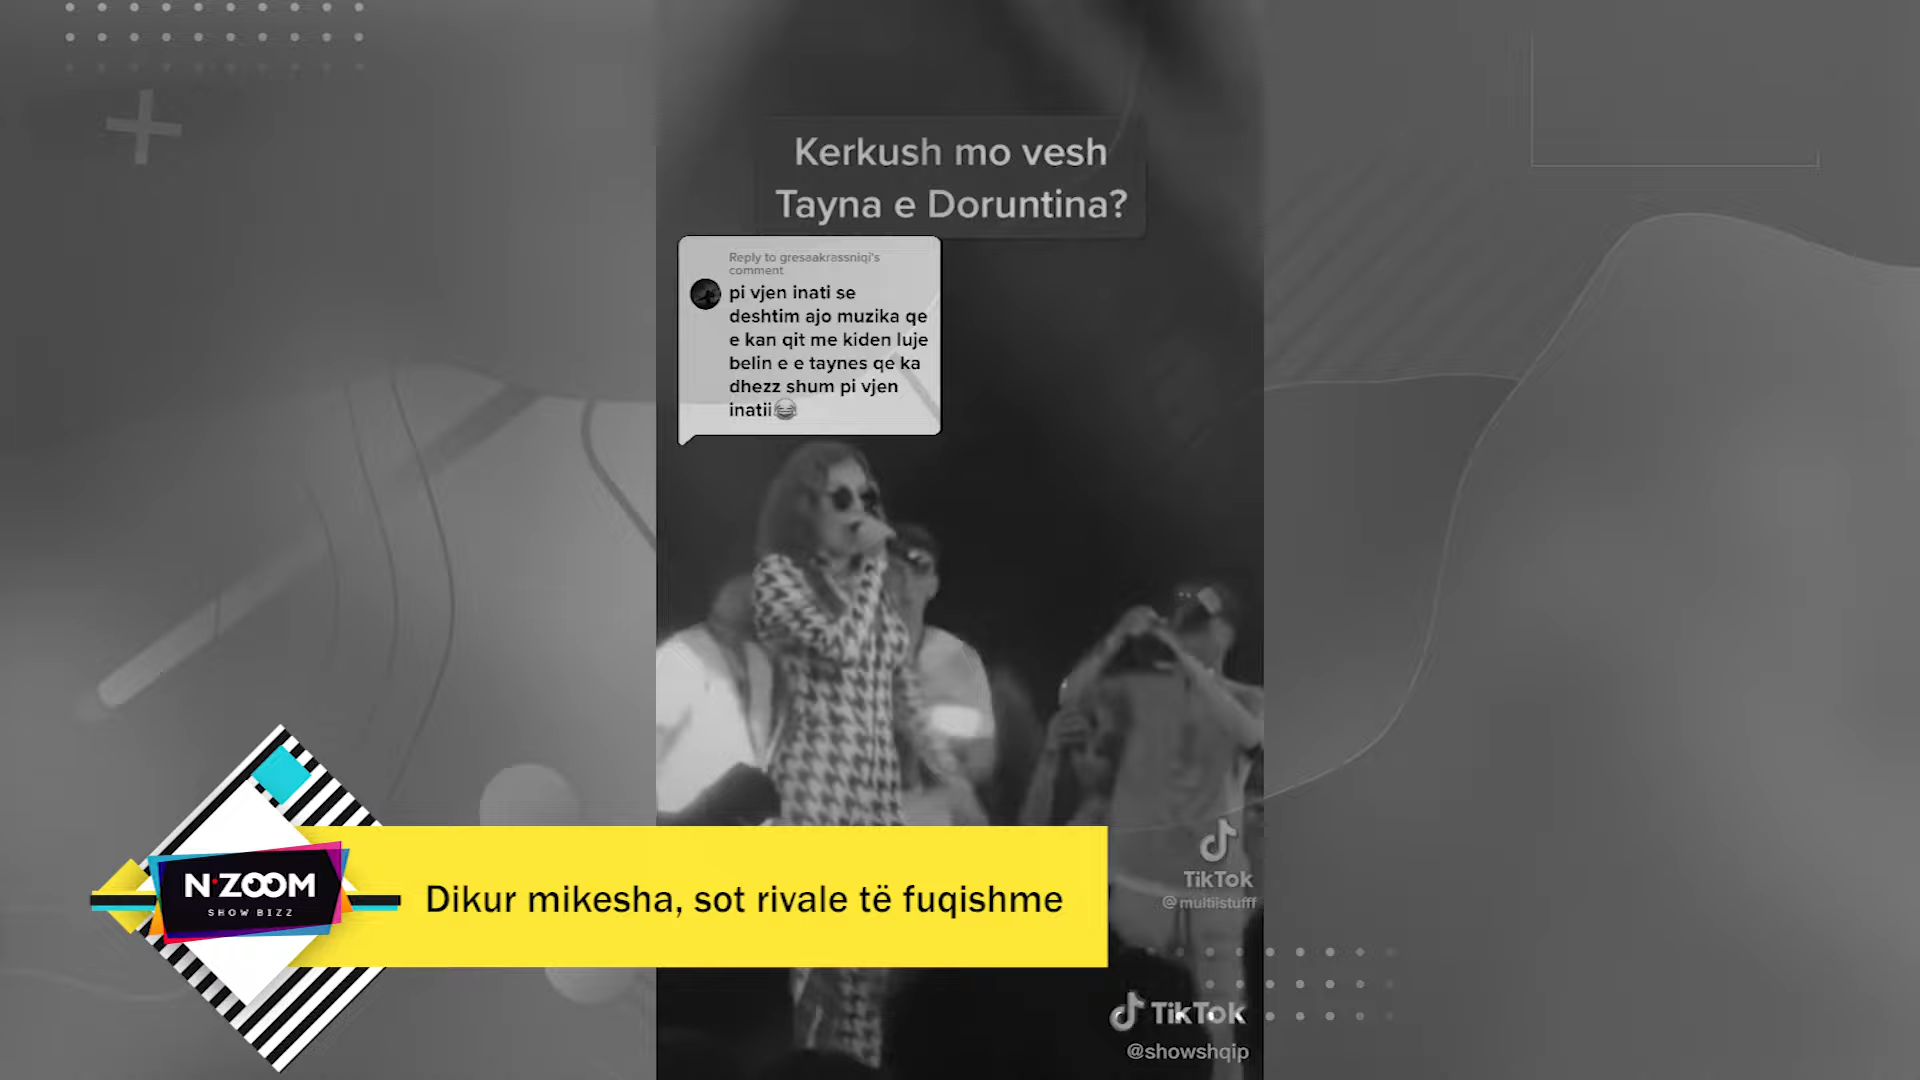 Kerkush mo vesh
Tayna e Doruntina?
Reply to gresaakrassniqi's
comment
pi vjen inati se
deshtim ajo muzika qe
e kan qit me kiden luje
belin e e taynes qe ka
dhezz shum pi vjen
inatii😂
N•ZOOM
SHOW BIZZ
Dikur mikesha, sot rivale të fuqishme
TikTok
@multiistufff
TikTok
@showshqip